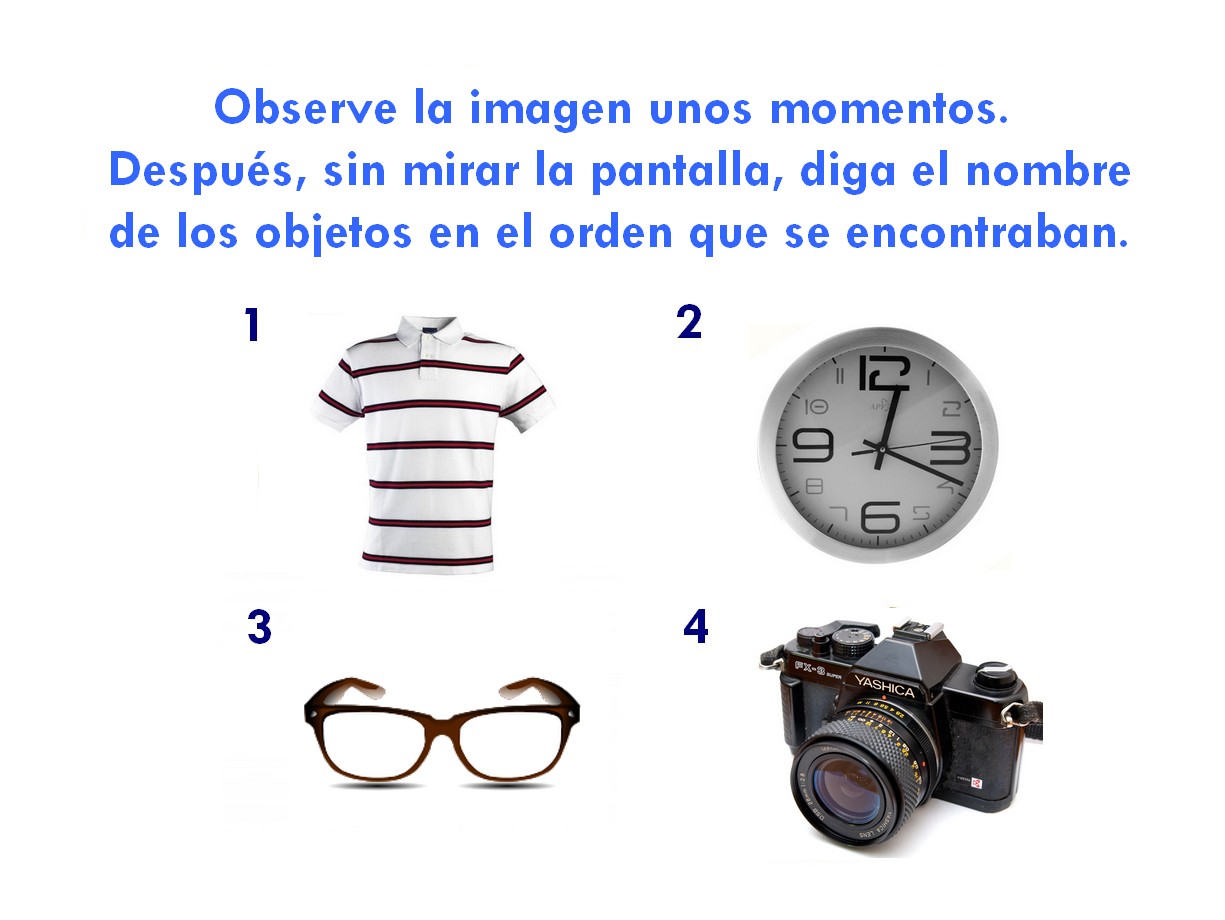 Observe la imagen unos momentos.
Después, sin mirar la pantalla, diga el nombre
de los objetos en el orden que se encontraban.
1
2
12
11
1
10
2
9
3
8
4
7
5
6
3
4
FX-3 SUPER
YASHICA
YASHICA LENS